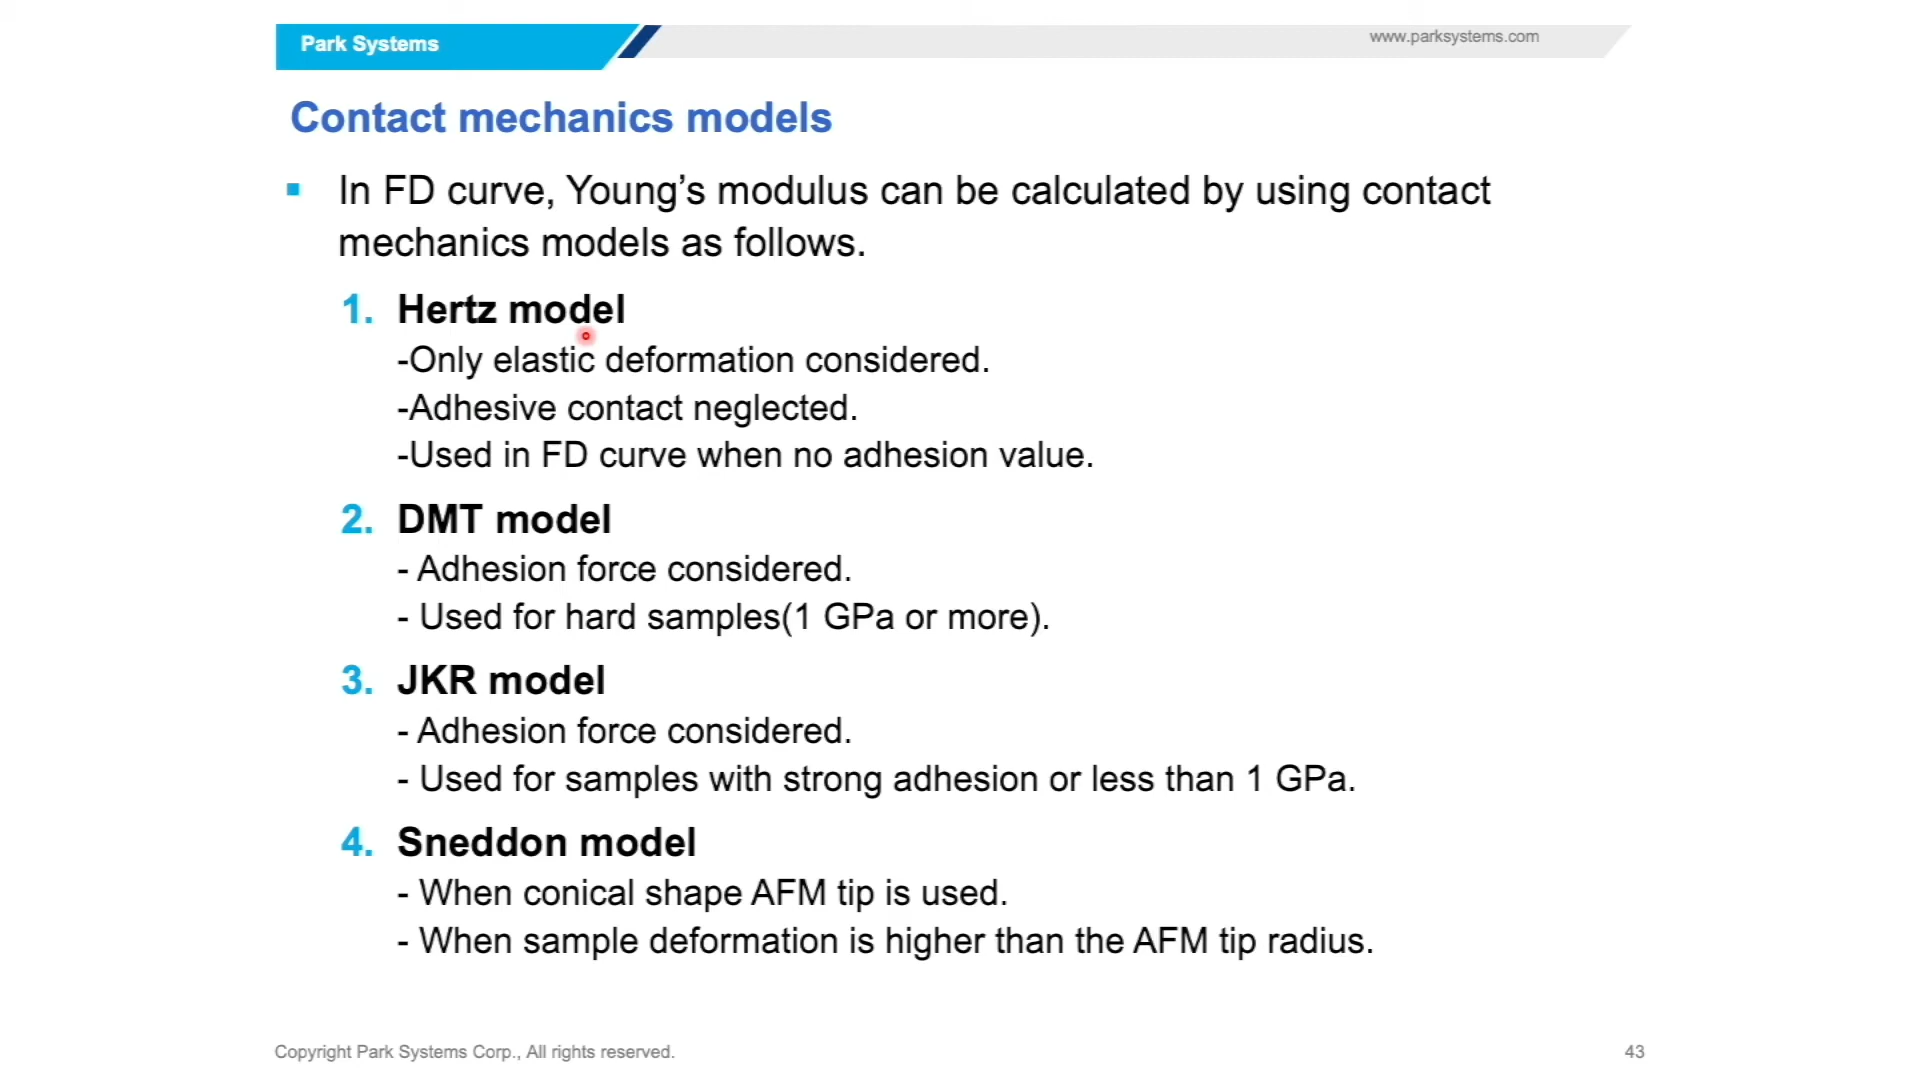 Park Systems
www.parksystems.com
Contact mechanics models
▪ In FD curve, Young’s modulus can be calculated by using contact
mechanics models as follows.
1. Hertz model
-Only elastic deformation considered.
-Adhesive contact neglected.
-Used in FD curve when no adhesion value.
2. DMT model
- Adhesion force considered.
- Used for hard samples(1 GPa or more).
3. JKR model
- Adhesion force considered.
- Used for samples with strong adhesion or less than 1 GPa.
4. Sneddon model
- When conical shape AFM tip is used.
- When sample deformation is higher than the AFM tip radius.
Copyright Park Systems Corp., All rights reserved.
43